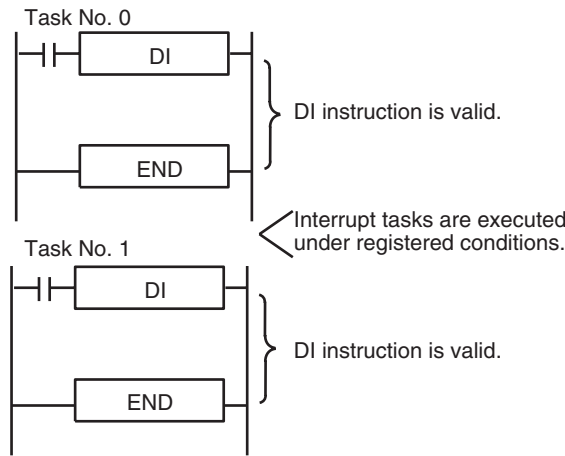 Task No. 0
DI
DI instruction is valid.
END
Interrupt tasks are executed
under registered conditions.
Task No. 1
DI
DI instruction is valid.
END